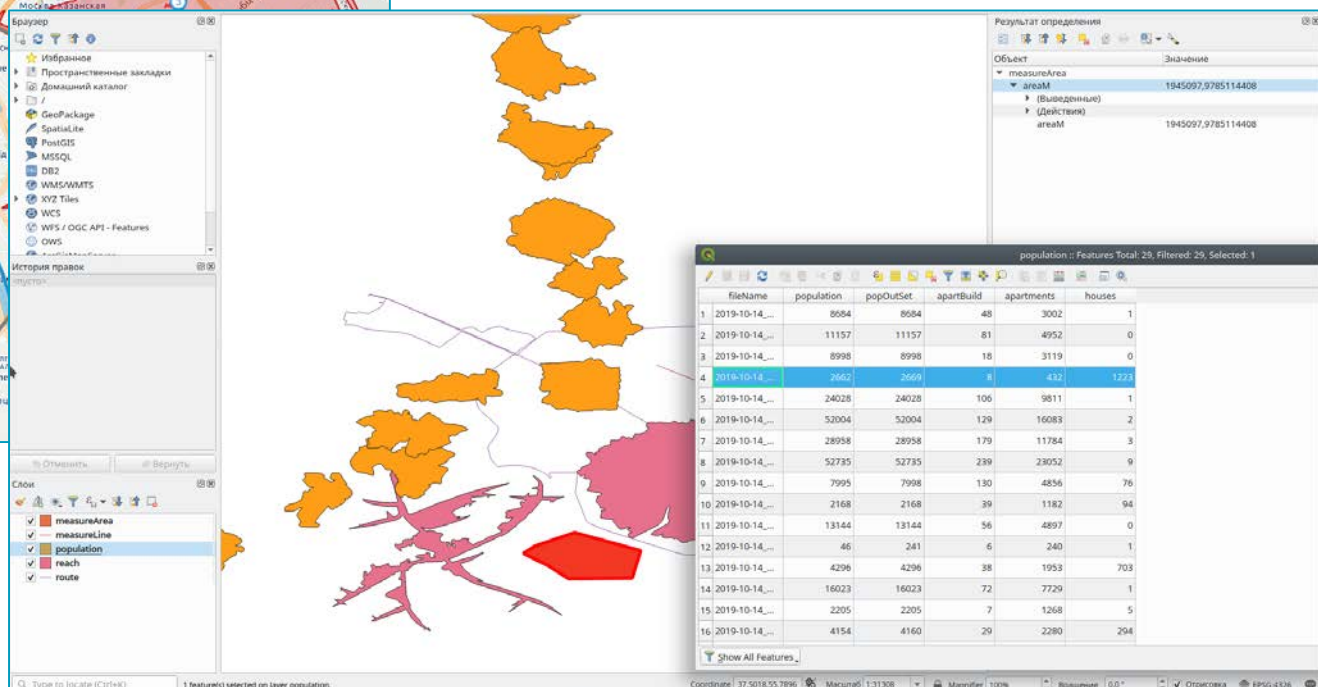 Москва Казанская
3
Браузер
Избранное
Пространственные закладки
Домашний каталог
/
GeoPackage
SpatiaLite
PostGIS
MSSQL
DB2
WMS/WMTS
XYZ Tiles
WCS
WFS / OGC API - Features
OWS
История правок
<пусто>
Отменить Вернуть
Слои
measureArea
measureLine
population
reach
route
Результат определения
Объект Значение
measureArea
areaM 1945097,9785114408
(Выведенные)
(Действия)
areaM 1945097,9785114408
population :: Features Total: 29, Filtered: 29, Selected: 1
fileName population popOutSet apartBuild apartments houses
1 2019-10-14_... 8684 8684 48 3002 1
2 2019-10-14_... 11157 11157 81 4952 0
3 2019-10-14_... 8998 8998 18 3119 0
4 2019-10-14_... 2662 2669 8 432 1223
5 2019-10-14_... 24028 24028 106 9811 1
6 2019-10-14_... 52004 52004 129 16083 2
7 2019-10-14_... 28958 28958 179 11784 3
8 2019-10-14_... 52735 52735 239 23052 9
9 2019-10-14_... 7995 7998 130 4856 76
10 2019-10-14_... 2168 2168 39 1182 94
11 2019-10-14_... 13144 13144 56 4897 0
12 2019-10-14_... 46 241 6 240 1
13 2019-10-14_... 4296 4296 38 1953 703
14 2019-10-14_... 16023 16023 72 7729 1
15 2019-10-14_... 2205 2205 7 1268 5
16 2019-10-14_... 4154 4160 29 2280 294
Show All Features
Type to locate (Ctrl+K) 1 feature(s) selected on layer population. Coordinate 37.5018,55.7896 Масштаб 1:31308 Magnifier 100% Вращение 0,0 ° Отрисовка EPSG:4326